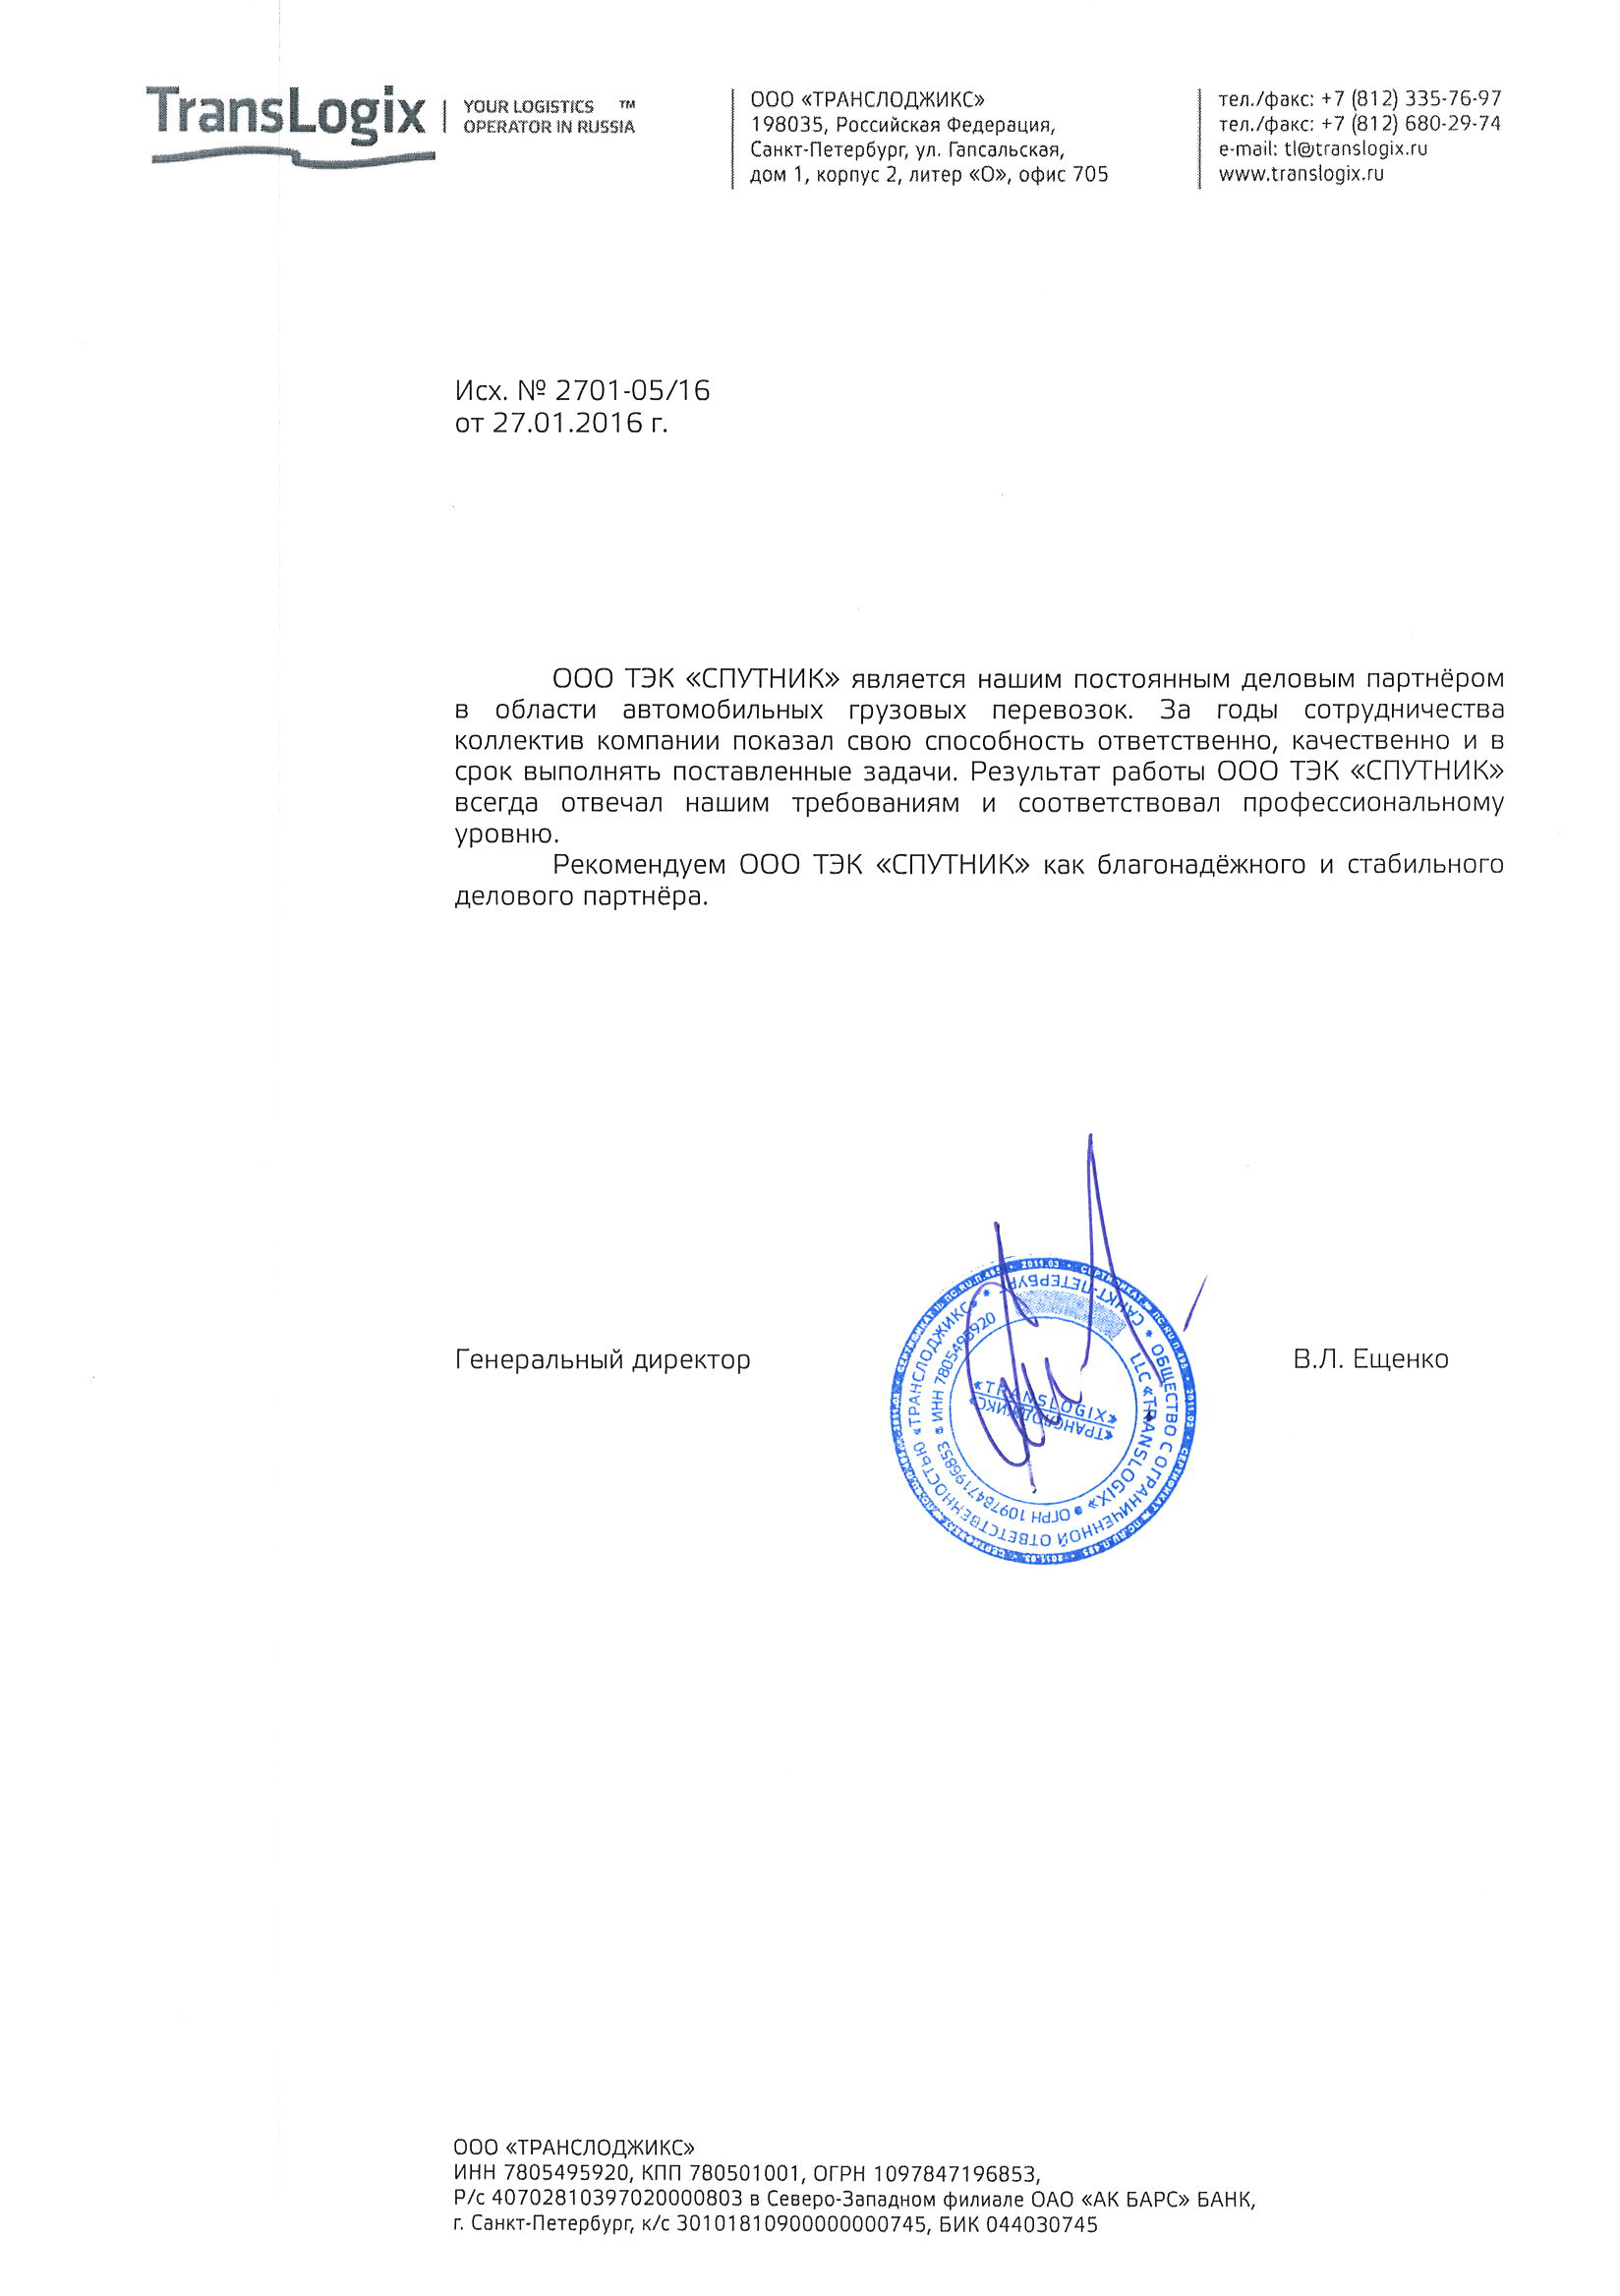 TransLogix
YOUR LOGISTICS ™
OPERATOR IN RUSSIA
ООО «ТРАНСЛОДЖИКС»
198035, Российская Федерация,
Санкт-Петербург, ул. Гапсальская,
дом 1, корпус 2, литер «О», офис 705
тел./факс: +7 (812) 335-76-97
тел./факс: +7 (812) 680-29-74
e-mail: tl@translogix.ru
www.translogix.ru
Исх. № 2701-05/16
от 27.01.2016 г.
ООО ТЭК «СПУТНИК» является нашим постоянным деловым партнёром
в области автомобильных грузовых перевозок. За годы сотрудничества
коллектив компании показал свою способность ответственно, качественно и в
срок выполнять поставленные задачи. Результат работы ООО ТЭК «СПУТНИК»
всегда отвечал нашим требованиям и соответствовал профессиональному
уровню.
Рекомендуем ООО ТЭК «СПУТНИК» как благонадёжного и стабильного
делового партнёра.
Генеральный директор
ОБЩЕСТВО С ОГРАНИЧЕННОЙ ОТВЕТСТВЕННОСТЬЮ «ТРАНСЛОДЖИКС» * САНКТ-ПЕТЕРБУРГ *
LLC «TRANSLOGIX» • ОГРН 1097847196853 • ИНН 7805495920
«TRANSLOGIX»
«ТРАНСЛОДЖИКС»
В.Л. Ещенко
ООО «ТРАНСЛОДЖИКС»
ИНН 7805495920, КПП 780501001, ОГРН 1097847196853,
Р/с 40702810397020000803 в Северо-Западном филиале ОАО «АК БАРС» БАНК,
г. Санкт-Петербург, к/с 30101810900000000745, БИК 044030745